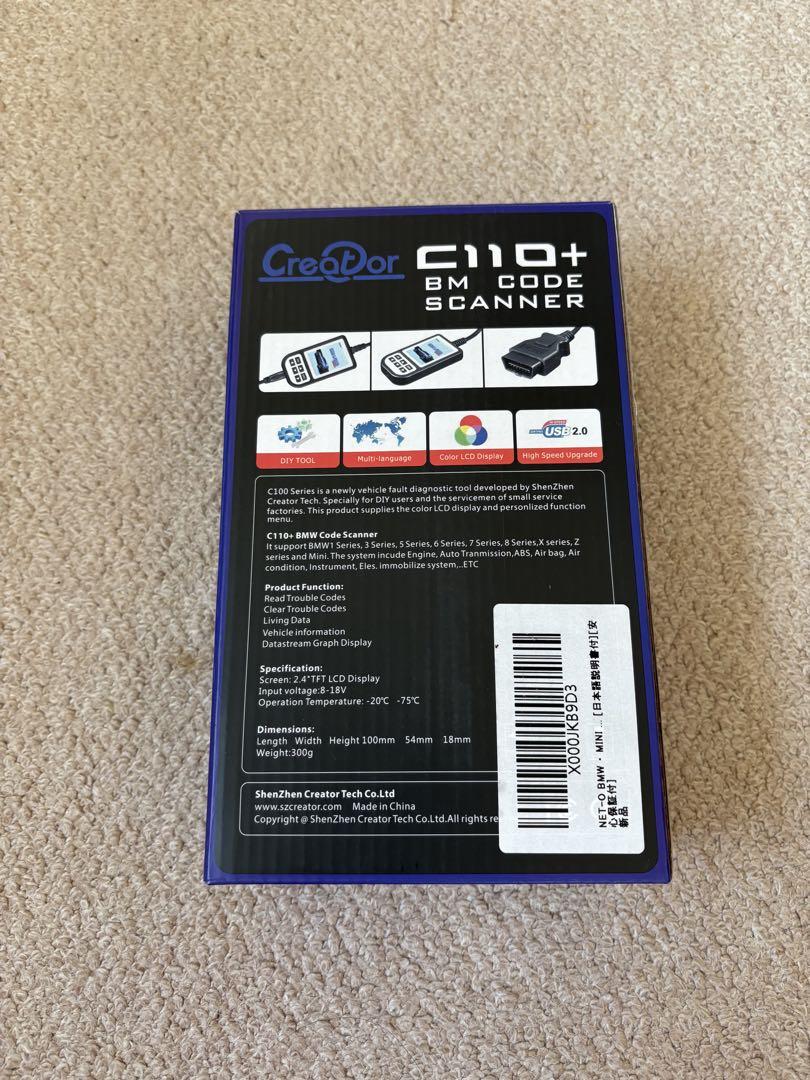 Creator C110+
BM CODE
SCANNER
USB 2.0
DIY TOOL
Multi-language
Color LCD Display
High Speed Upgrade
C100 Series is a newly vehicle fault diagnostic tool developed by ShenZhen
Creator Tech. Specially for DIY users and the servicemen of small service
factories. This product supplies the color LCD display and personlized function
menu.
C110+ BMW Code Scanner
It support BMW1 Series, 3 Series, 5 Series, 6 Series, 7 Series, 8 Series,X series, Z
series and Mini. The system incude Engine, Auto Tranmission,ABS, Air bag, Air
condition, Instrument, Eles. immobilize system,..ETC
Product Function:
Read Trouble Codes
Clear Trouble Codes
Living Data
Vehicle information
Datastream Graph Display
Specification:
Screen: 2.4"TFT LCD Display
Input voltage:8-18V
Operation Temperature: -20℃ -75℃
Dimensions:
Length Width Height 100mm 54mm 18mm
Weight:300g
ShenZhen Creator Tech Co.Ltd
www.szcreator.com Made in China
Copyright @ ShenZhen Creator Tech Co.Ltd.All rights re
X000JKB9D3
NET-O BMW・MINI ... [日本語説明書付][安
心保証付]
新品